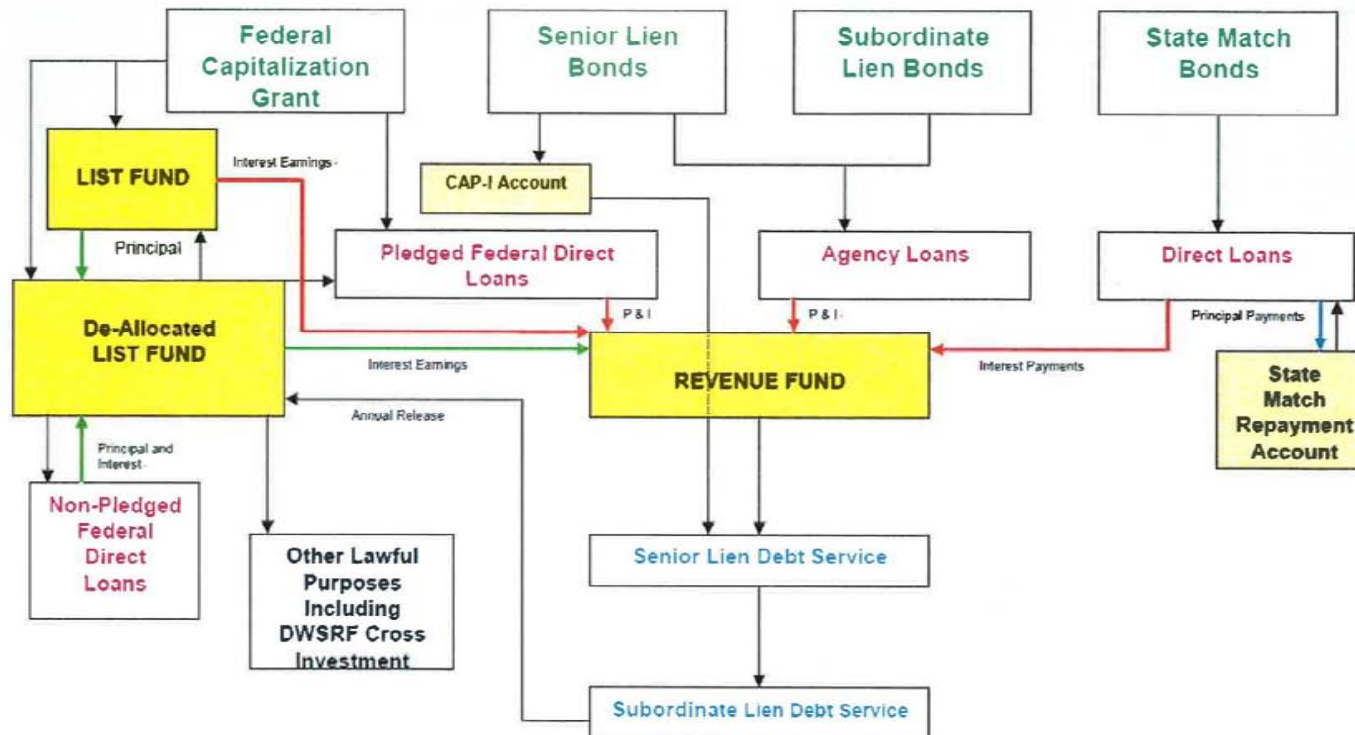 Federal
Capitalization
Grant
Senior Lien
Bonds
Subordinate
Lien Bonds
State Match
Bonds
LIST FUND
Interest Earnings-
CAP-I Account
Principal
Pledged Federal Direct
Loans
Agency Loans
Direct Loans
P & I
P & I-
Principal Payments
De-Allocated
LIST FUND
Interest Earnings
REVENUE FUND
Interest Payments
State
Match
Repayment
Account
Annual Release
Principal and
Interest-
Non-Pledged
Federal
Direct
Loans
Other Lawful
Purposes
Including
DWSRF Cross
Investment
Senior Lien Debt Service
Subordinate Lien Debt Service